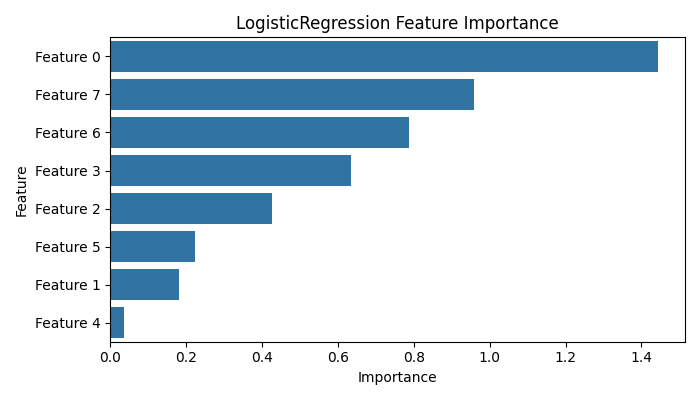 LogisticRegression Feature Importance
Feature
Feature 0
Feature 7
Feature 6
Feature 3
Feature 2
Feature 5
Feature 1
Feature 4
0.0 0.2 0.4 0.6 0.8 1.0 1.2 1.4
Importance